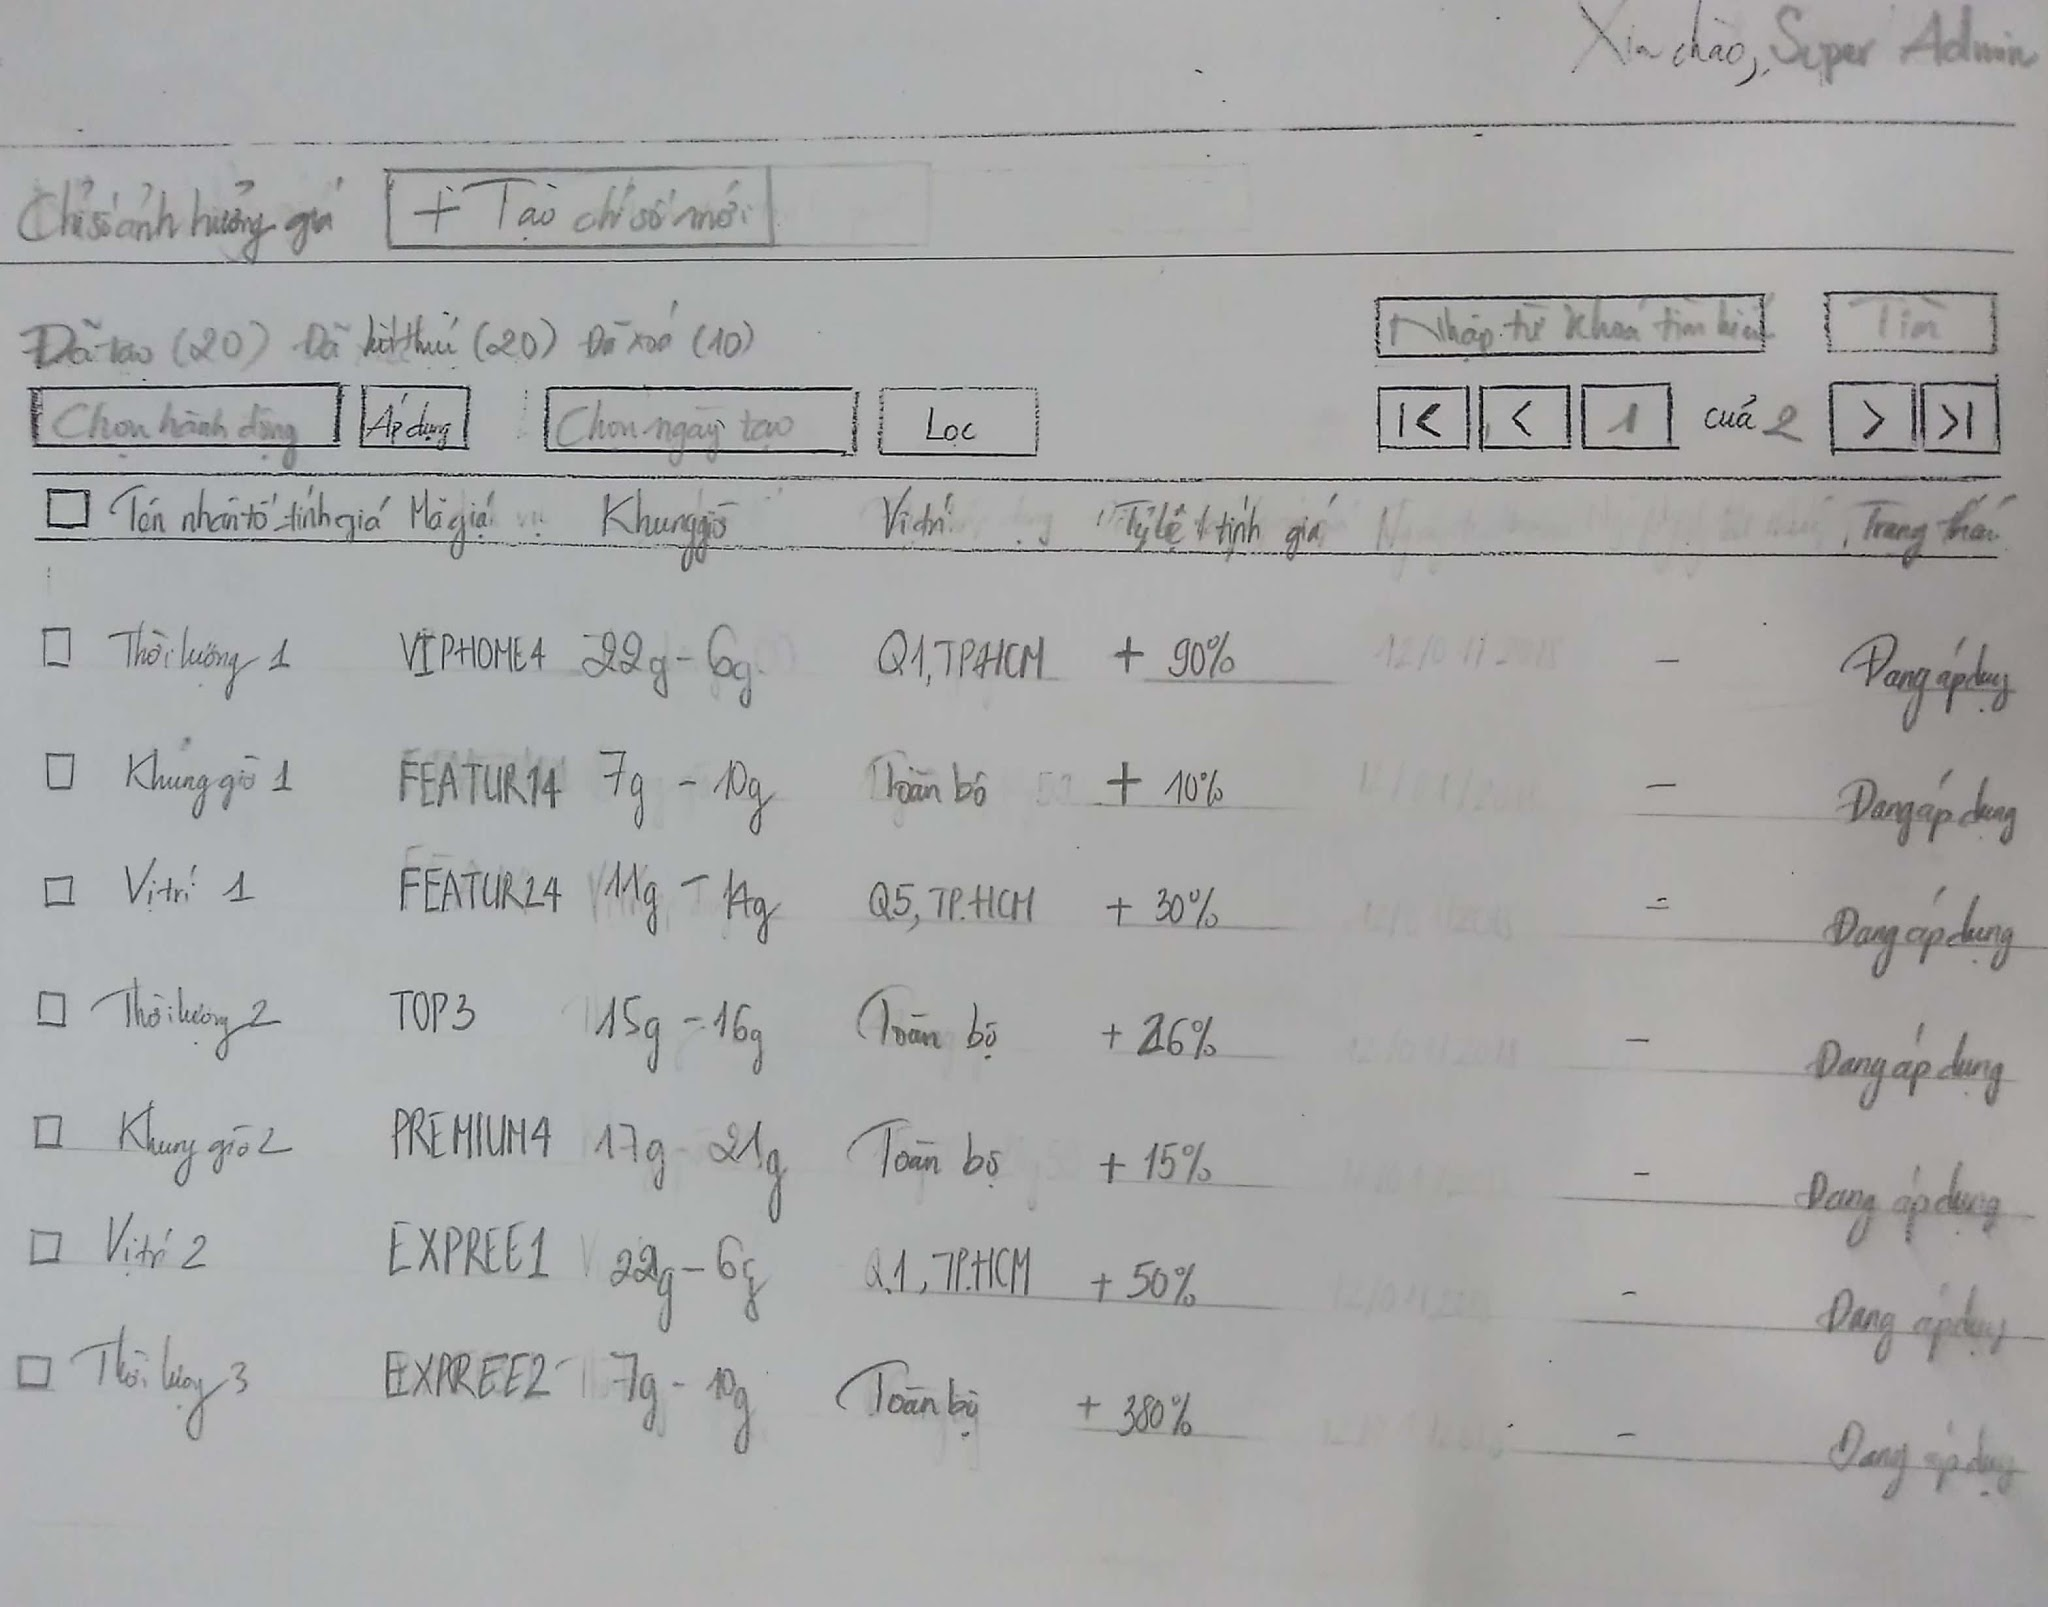 Xin chào, Super Admin
Chỉ số ảnh hưởng giá + Tạo chỉ số mới
Đã tạo (20) Đã kết thúc (20) Đã xoá (10) Nhập từ khoá tìm kiếm Tìm
Chọn hành động Áp dụng Chọn ngày tạo Lọc |< < 1 của 2 > >|
Tên nhân tố tính giá Mã giá Khung giờ Vị trí Tỷ lệ tính giá Trạng thái
Thời lượng 1 VIPHOME4 22g - 6g Q1, TP.HCM + 90% - Đang áp dụng
Khung giờ 1 FEATUR14 7g - 10g Toàn bộ + 10% - Đang áp dụng
Vị trí 1 FEATUR24 11g - 14g Q5, TP.HCM + 30% - Đang áp dụng
Thời lượng 2 TOP3 15g - 16g Toàn bộ + 26% - Đang áp dụng
Khung giờ 2 PREMIUM4 17g - 21g Toàn bộ + 15% - Đang áp dụng
Vị trí 2 EXPREE1 22g - 6g Q.1, TP.HCM + 50% - Đang áp dụng
Thời lượng 3 EXPREE2 7g - 10g Toàn bộ + 380% - Đang áp dụng